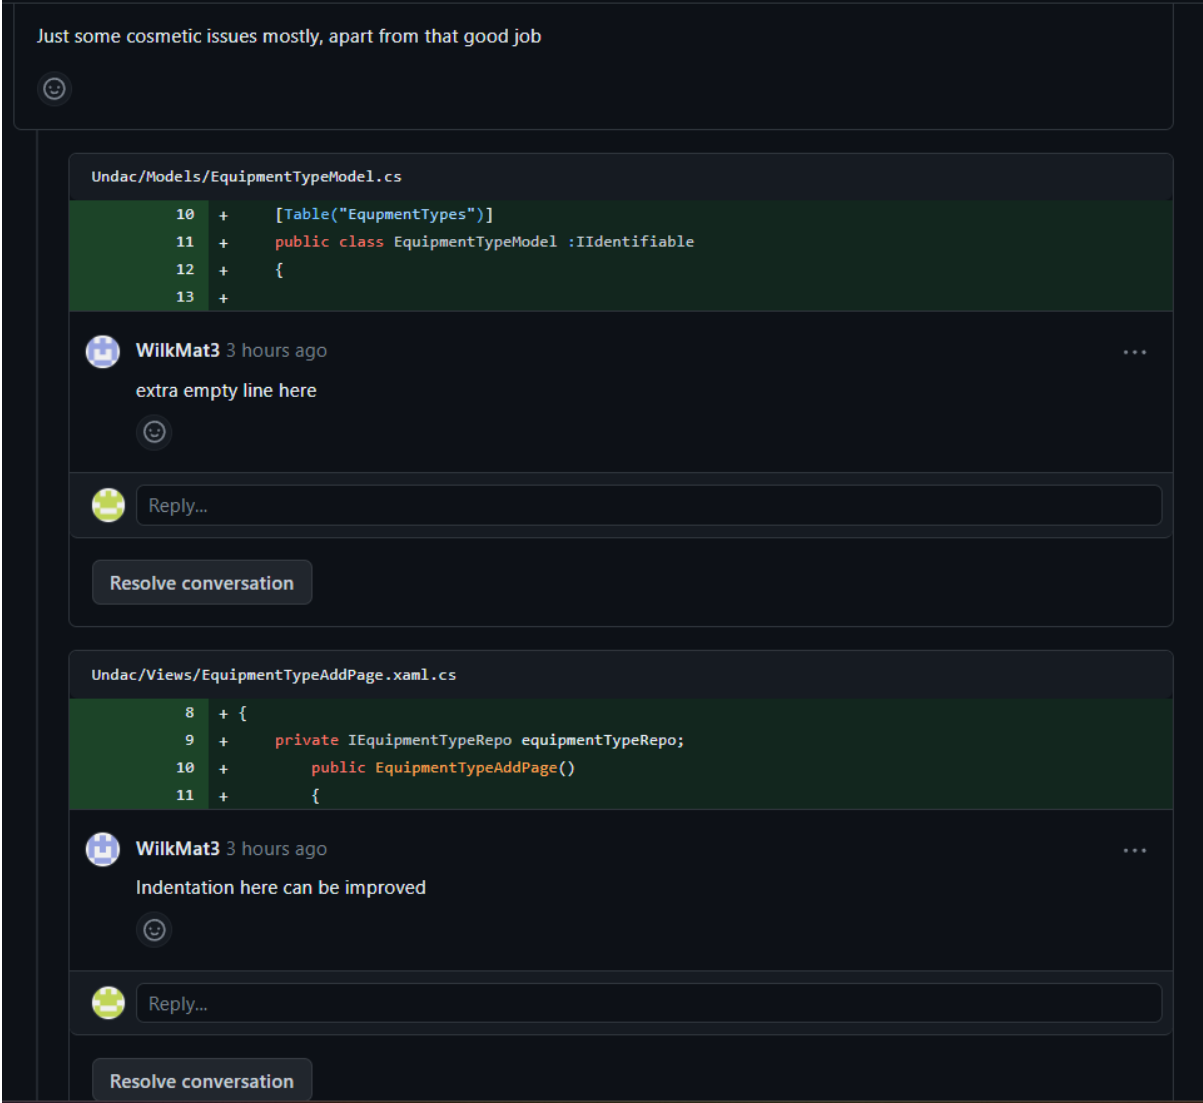 Just some cosmetic issues mostly, apart from that good job
Undac/Models/EquipmentTypeModel.cs
10 + [Table("EqupmentTypes")]
11 + public class EquipmentTypeModel :IIdentifiable
12 + {
13 +
WilkMat3 3 hours ago
extra empty line here
Reply...
Resolve conversation
Undac/Views/EquipmentTypeAddPage.xaml.cs
8 + {
9 + private IEquipmentTypeRepo equipmentTypeRepo;
10 + public EquipmentTypeAddPage()
11 + {
WilkMat3 3 hours ago
Indentation here can be improved
Reply...
Resolve conversation